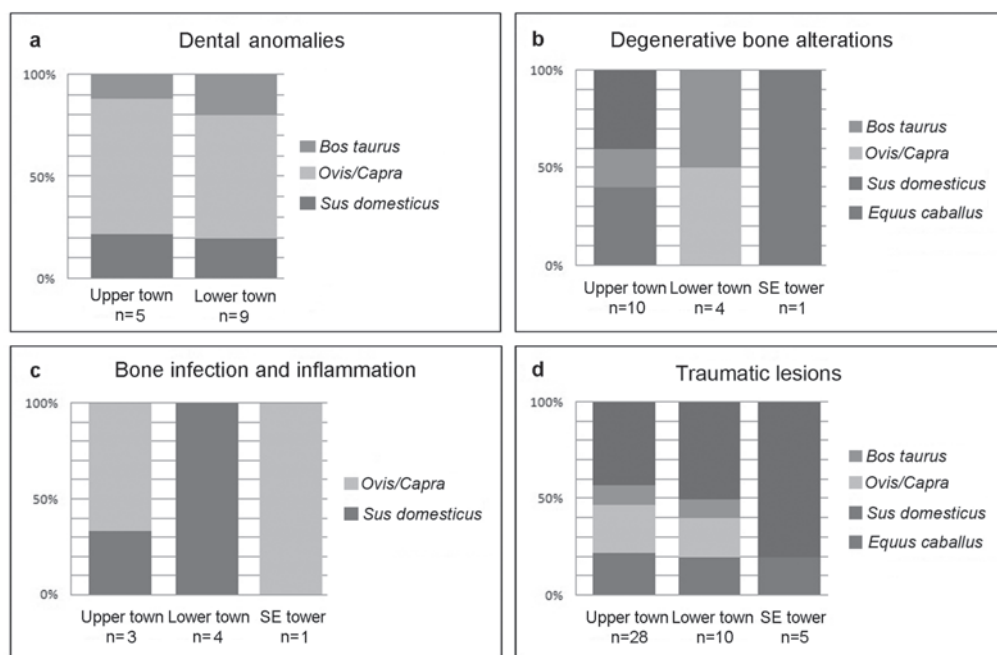 a
Dental anomalies
100%
50%
0%
Bos taurus
Ovis/Capra
Sus domesticus
Upper town
n=5
Lower town
n=9
b
Degenerative bone alterations
100%
50%
0%
Bos taurus
Ovis/Capra
Sus domesticus
Equus caballus
Upper town
n=10
Lower town
n=4
SE tower
n=1
c
Bone infection and inflammation
100%
50%
0%
Ovis/Capra
Sus domesticus
Upper town
n=3
Lower town
n=4
SE tower
n=1
d
Traumatic lesions
100%
50%
0%
Bos taurus
Ovis/Capra
Sus domesticus
Equus caballus
Upper town
n=28
Lower town
n=10
SE tower
n=5